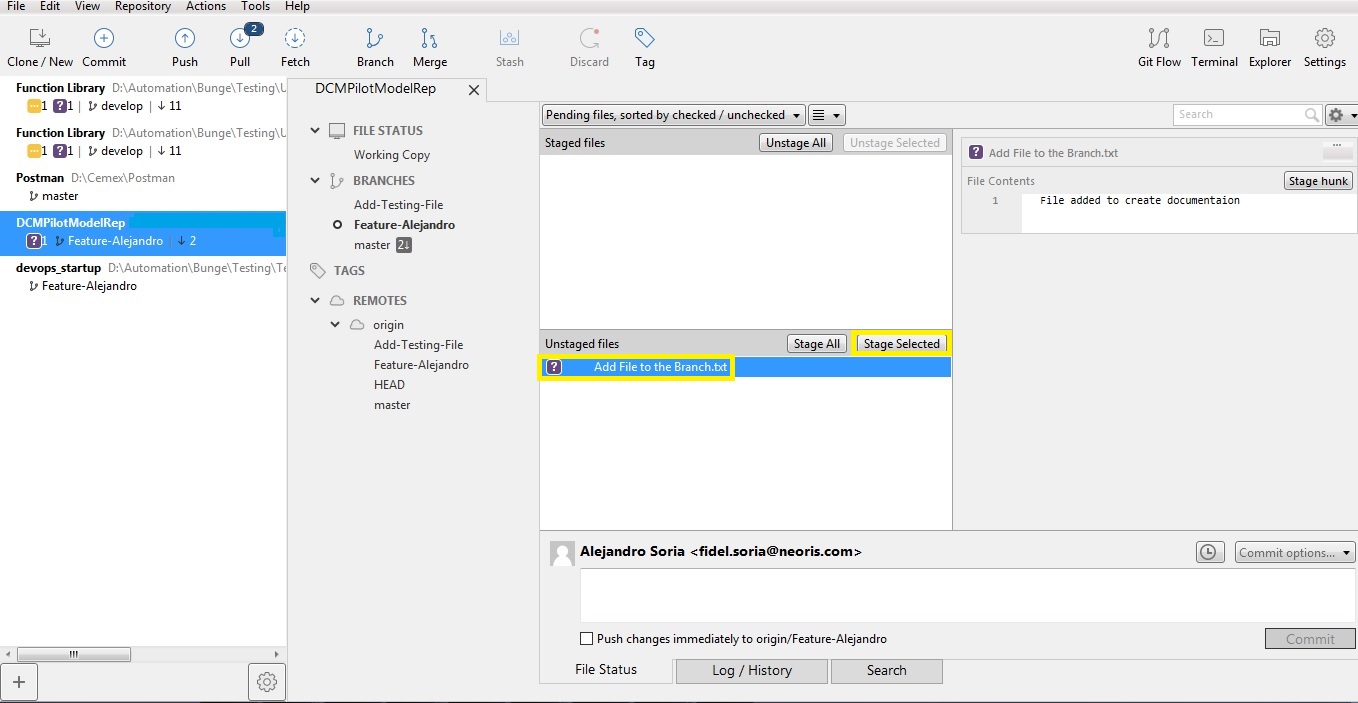 File Edit View Repository Actions Tools Help
Clone / New Commit Push Pull 2 Fetch Branch Merge Stash Discard Tag Git Flow Terminal Explorer Settings
Function Library D:\Automation\Bunge\Testing\U
1 ? 1 develop 11
Function Library D:\Automation\Bunge\Testing\U
1 ? 1 develop 11
Postman D:\Cemex\Postman
master
DCMPilotModelRep
? 1 Feature-Alejandro 2
devops_startup D:\Automation\Bunge\Testing\Te
Feature-Alejandro
DCMPilotModelRep
FILE STATUS
Working Copy
BRANCHES
Add-Testing-File
Feature-Alejandro
master 2↓
TAGS
REMOTES
origin
Add-Testing-File
Feature-Alejandro
HEAD
master
Pending files, sorted by checked / unchecked
Search
Staged files Unstage All Unstage Selected
Unstaged files Stage All Stage Selected
? Add File to the Branch.txt
? Add File to the Branch.txt ...
File Contents Stage hunk
1 File added to create documentaion
Alejandro Soria <fidel.soria@neoris.com>
Commit options...
Push changes immediately to origin/Feature-Alejandro
Commit
File Status Log / History Search